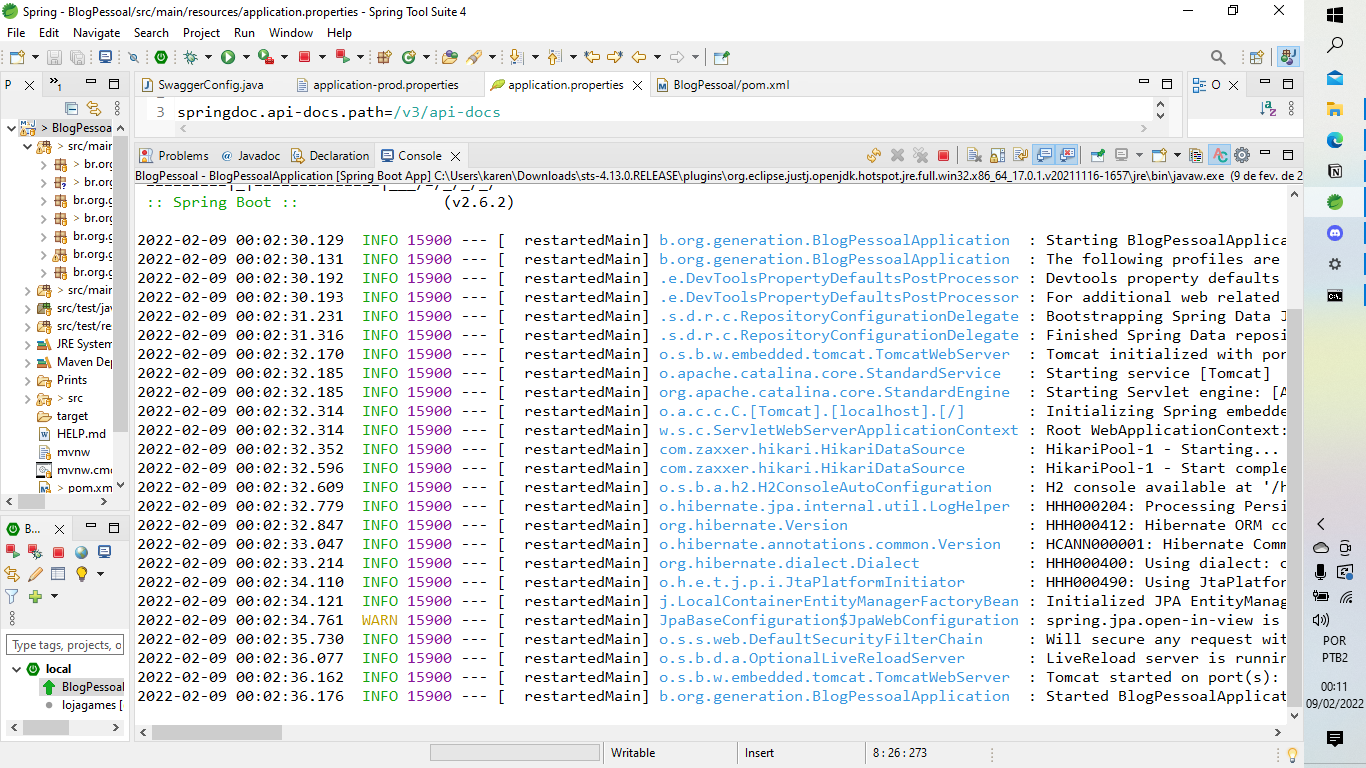 Spring - BlogPessoal/src/main/resources/application.properties - Spring Tool Suite 4
File Edit Navigate Search Project Run Window Help
P
1
SwaggerConfig.java
application-prod.properties
application.properties
BlogPessoal/pom.xml
O
3 springdoc.api-docs.path=/v3/api-docs
> BlogPessoa
> src/main
> br.org
> br.org
br.org.g
> br.org
br.org.g
br.org.g
br.org.g
> src/main
src/test/jav
src/test/res
JRE System
Maven Dep
Prints
> src
target
HELP.md
mvnw
mvnw.cmd
> pom.xm
B...
Type tags, projects, o
local
BlogPessoal
lojagames [
Problems
@ Javadoc
Declaration
Console
BlogPessoal - BlogPessoalApplication [Spring Boot App] C:\Users\karen\Downloads\sts-4.13.0.RELEASE\plugins\org.eclipse.justj.openjdk.hotspot.jre.full.win32.x86_64_17.0.1.v20211116-1657\jre\bin\javaw.exe (9 de fev. de 2
=========|_|==============|___/=/_/_/_/
:: Spring Boot :: (v2.6.2)
2022-02-09 00:02:30.129 INFO 15900 --- [ restartedMain] b.org.generation.BlogPessoalApplication : Starting BlogPessoalApplica
2022-02-09 00:02:30.131 INFO 15900 --- [ restartedMain] b.org.generation.BlogPessoalApplication : The following profiles are
2022-02-09 00:02:30.192 INFO 15900 --- [ restartedMain] .e.DevToolsPropertyDefaultsPostProcessor : Devtools property defaults
2022-02-09 00:02:30.193 INFO 15900 --- [ restartedMain] .e.DevToolsPropertyDefaultsPostProcessor : For additional web related
2022-02-09 00:02:31.231 INFO 15900 --- [ restartedMain] .s.d.r.c.RepositoryConfigurationDelegate : Bootstrapping Spring Data J
2022-02-09 00:02:31.316 INFO 15900 --- [ restartedMain] .s.d.r.c.RepositoryConfigurationDelegate : Finished Spring Data reposi
2022-02-09 00:02:32.170 INFO 15900 --- [ restartedMain] o.s.b.w.embedded.tomcat.TomcatWebServer : Tomcat initialized with por
2022-02-09 00:02:32.185 INFO 15900 --- [ restartedMain] o.apache.catalina.core.StandardService : Starting service [Tomcat]
2022-02-09 00:02:32.185 INFO 15900 --- [ restartedMain] org.apache.catalina.core.StandardEngine : Starting Servlet engine: [A
2022-02-09 00:02:32.314 INFO 15900 --- [ restartedMain] o.a.c.c.C.[Tomcat].[localhost].[/] : Initializing Spring embedde
2022-02-09 00:02:32.314 INFO 15900 --- [ restartedMain] w.s.c.ServletWebServerApplicationContext : Root WebApplicationContext:
2022-02-09 00:02:32.352 INFO 15900 --- [ restartedMain] com.zaxxer.hikari.HikariDataSource : HikariPool-1 - Starting...
2022-02-09 00:02:32.596 INFO 15900 --- [ restartedMain] com.zaxxer.hikari.HikariDataSource : HikariPool-1 - Start comple
2022-02-09 00:02:32.609 INFO 15900 --- [ restartedMain] o.s.b.a.h2.H2ConsoleAutoConfiguration : H2 console available at '/h
2022-02-09 00:02:32.779 INFO 15900 --- [ restartedMain] o.hibernate.jpa.internal.util.LogHelper : HHH000204: Processing Persi
2022-02-09 00:02:32.847 INFO 15900 --- [ restartedMain] org.hibernate.Version : HHH000412: Hibernate ORM co
2022-02-09 00:02:33.047 INFO 15900 --- [ restartedMain] o.hibernate.annotations.common.Version : HCANN000001: Hibernate Comm
2022-02-09 00:02:33.214 INFO 15900 --- [ restartedMain] org.hibernate.dialect.Dialect : HHH000400: Using dialect: o
2022-02-09 00:02:34.110 INFO 15900 --- [ restartedMain] o.h.e.t.j.p.i.JtaPlatformInitiator : HHH000490: Using JtaPlatfor
2022-02-09 00:02:34.121 INFO 15900 --- [ restartedMain] j.LocalContainerEntityManagerFactoryBean : Initialized JPA EntityManag
2022-02-09 00:02:34.761 WARN 15900 --- [ restartedMain] JpaBaseConfiguration$JpaWebConfiguration : spring.jpa.open-in-view is
2022-02-09 00:02:35.730 INFO 15900 --- [ restartedMain] o.s.s.web.DefaultSecurityFilterChain : Will secure any request wit
2022-02-09 00:02:36.077 INFO 15900 --- [ restartedMain] o.s.b.d.a.OptionalLiveReloadServer : LiveReload server is runnin
2022-02-09 00:02:36.162 INFO 15900 --- [ restartedMain] o.s.b.w.embedded.tomcat.TomcatWebServer : Tomcat started on port(s):
2022-02-09 00:02:36.176 INFO 15900 --- [ restartedMain] b.org.generation.BlogPessoalApplication : Started BlogPessoalApplicat
Writable
Insert
8 : 26 : 273
POR
PTB2
00:11
09/02/2022